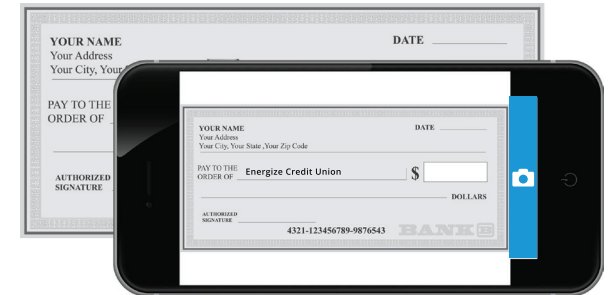 YOUR NAME
DATE
Your Address
Your City, Your
PAY TO THE
ORDER OF
AUTHORIZED
SIGNATURE
YOUR NAME
DATE
Your Address
Your City, Your State ,Your Zip Code
PAY TO THE
ORDER OF Energize Credit Union $
DOLLARS
AUTHORIZED
SIGNATURE
4321-123456789-9876543
BANK B